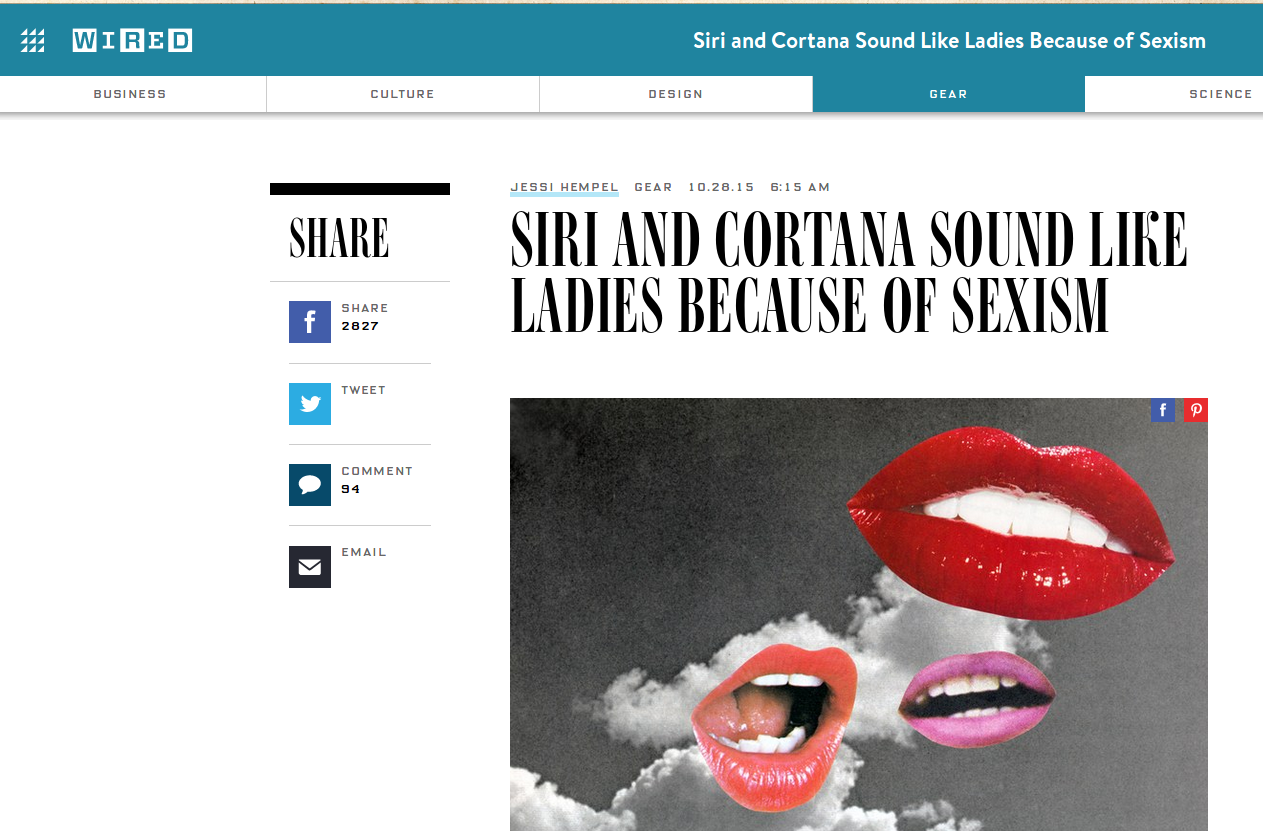 WIRED
Siri and Cortana Sound Like Ladies Because of Sexism
BUSINESS
CULTURE
DESIGN
GEAR
SCIENCE
SHARE
SHARE
2827
TWEET
COMMENT
94
EMAIL
JESSI HEMPEL GEAR 10.28.15 6:15 AM
SIRI AND CORTANA SOUND LIKE
LADIES BECAUSE OF SEXISM